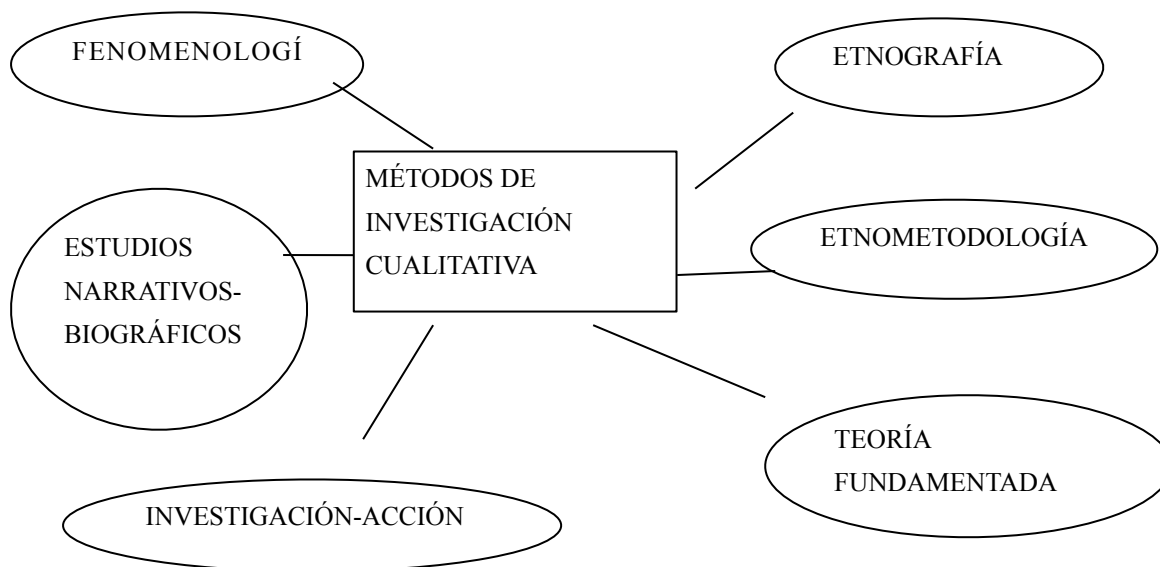 FENOMENOLOGÍ
ETNOGRAFÍA
MÉTODOS DE
INVESTIGACIÓN
CUALITATIVA
ETNOMETODOLOGÍA
ESTUDIOS
NARRATIVOS-
BIOGRÁFICOS
TEORÍA
FUNDAMENTADA
INVESTIGACIÓN-ACCIÓN